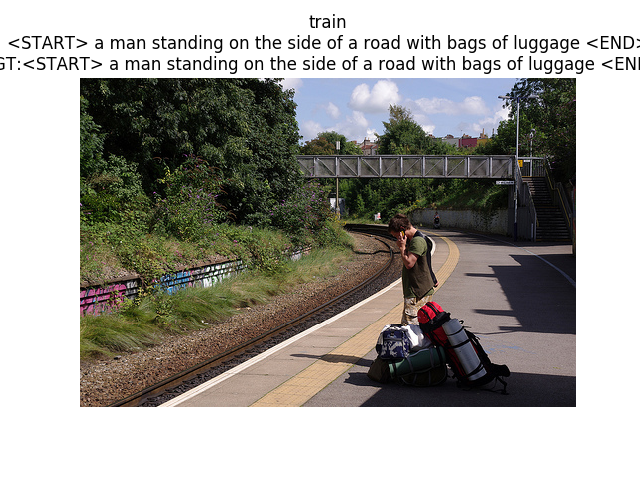 train
<START> a man standing on the side of a road with bags of luggage <END>
GT:<START> a man standing on the side of a road with bags of luggage <EN